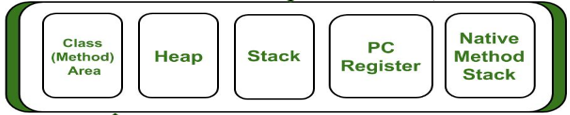 Class
(Method)
Area
Heap
Stack
PC
Register
Native
Method
Stack